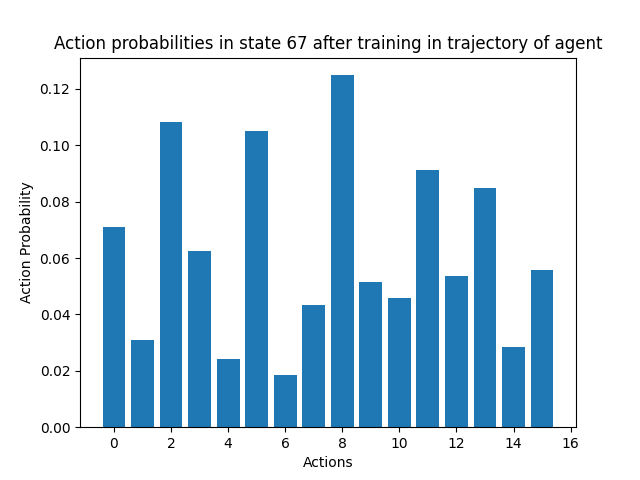 Action probabilities in state 67 after training in trajectory of agent
0.12
0.10
0.08
0.06
0.04
0.02
0.00
Action Probability
0 2 4 6 8 10 12 14 16
Actions